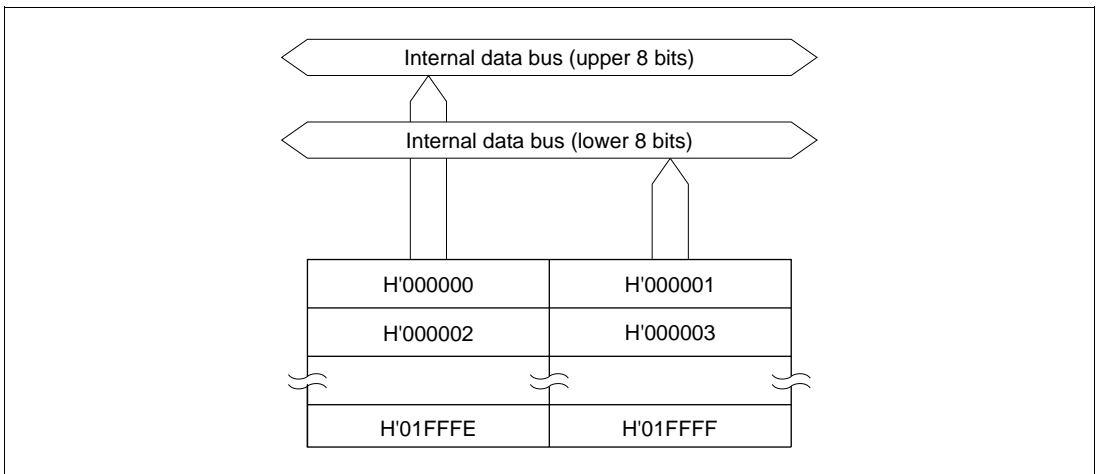 Internal data bus (upper 8 bits)
Internal data bus (lower 8 bits)
H'000000 H'000001
H'000002 H'000003
H'01FFFE H'01FFFF